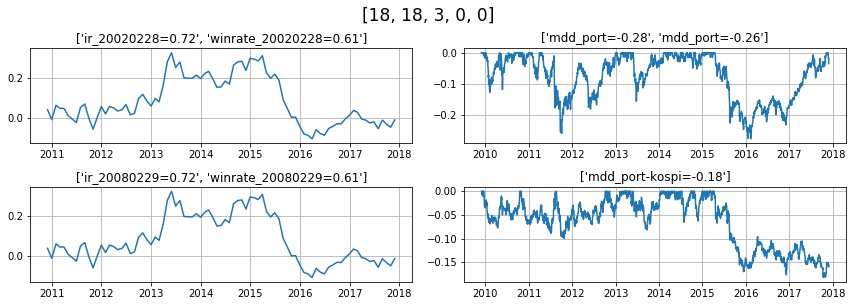 [18, 18, 3, 0, 0]
['ir_20020228=0.72', 'winrate_20020228=0.61']
0.2
0.0
2011 2012 2013 2014 2015 2016 2017 2018
['mdd_port=-0.28', 'mdd_port=-0.26']
0.0
−0.1
−0.2
2010 2011 2012 2013 2014 2015 2016 2017 2018
['ir_20080229=0.72', 'winrate_20080229=0.61']
0.2
0.0
2011 2012 2013 2014 2015 2016 2017 2018
['mdd_port-kospi=-0.18']
0.00
−0.05
−0.10
−0.15
2010 2011 2012 2013 2014 2015 2016 2017 2018